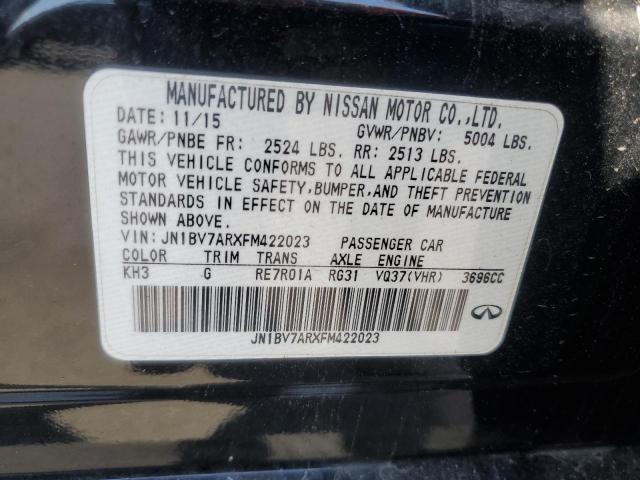 MANUFACTURED BY NISSAN MOTOR CO.,LTD.
DATE: 11/15 GVWR/PNBV: 5004 LBS.
GAWR/PNBE FR: 2524 LBS. RR: 2513 LBS.
THIS VEHICLE CONFORMS TO ALL APPLICABLE FEDERAL
MOTOR VEHICLE SAFETY,BUMPER,AND THEFT PREVENTION
STANDARDS IN EFFECT ON THE DATE OF MANUFACTURE
SHOWN ABOVE.
VIN:JN1BV7ARXFM422023 PASSENGER CAR
COLOR TRIM TRANS AXLE ENGINE
KH3 G RE7R01A RG31 VQ37(VHR) 3696CC
JN1BV7ARXFM422023